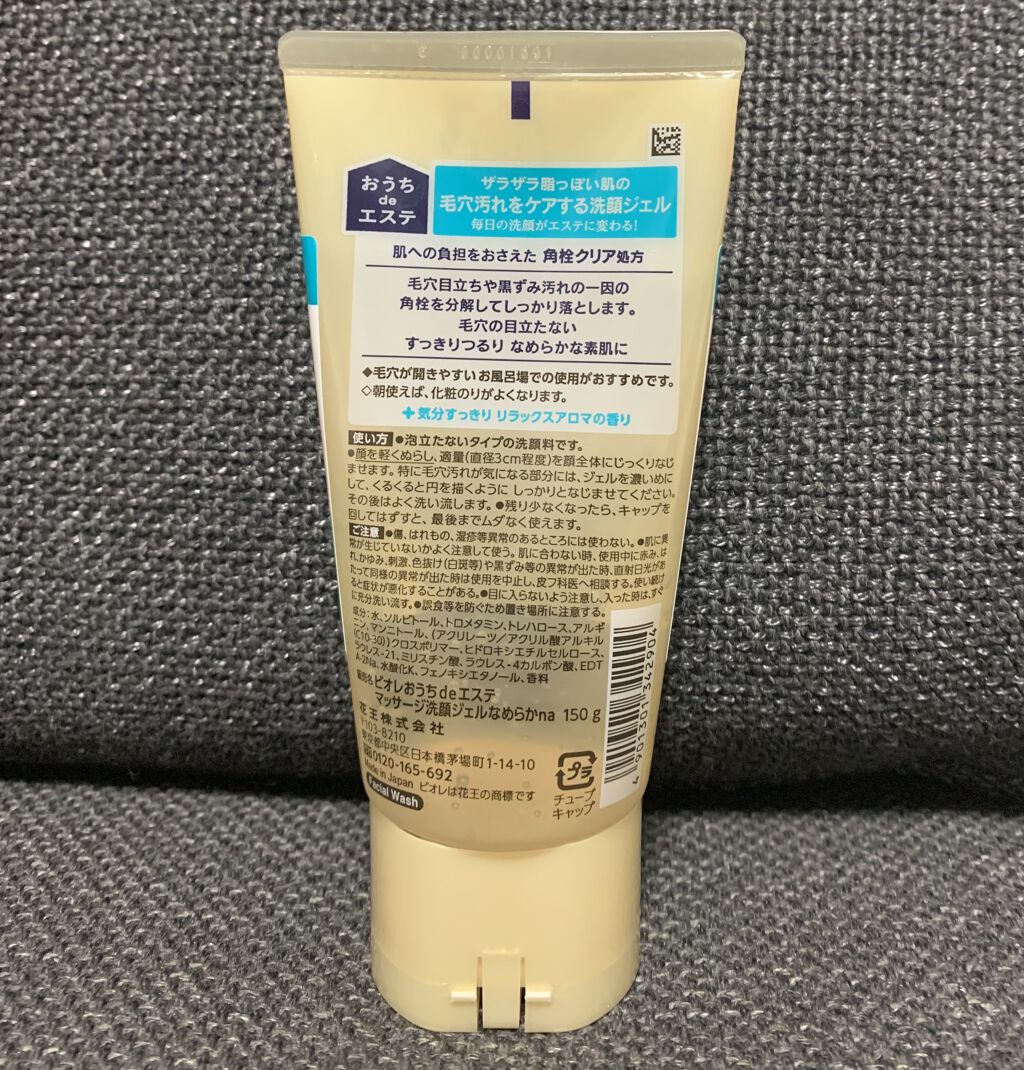 おうち
de
エステ
ザラザラ脂っぽい肌の
毛穴汚れをケアする洗顔ジェル
毎日の洗顔がエステに変わる!
肌への負担をおさえた 角栓クリア処方
毛穴目立ちや黒ずみ汚れの一因の
角栓を分解してしっかり落とします。
毛穴の目立たない
すっきりつるり なめらかな素肌に
◆毛穴が開きやすいお風呂場での使用がおすすめです。
◇朝使えば、化粧のりがよくなります。
+気分すっきり リラックスアロマの香り
使い方 ●泡立たないタイプの洗顔料です。
●顔を軽くぬらし、適量(直径3cm程度)を顔全体にじっくりなじ
ませます。特に毛穴汚れが気になる部分には、ジェルを濃いめに
して、くるくると円を描くように しっかりとなじませてください。
その後はよく洗い流します。●残り少なくなったら、キャップを
回してはずすと、最後までムダなく使えます。
ご注意 ●傷、はれもの、湿疹等異常のあるところには使わない。●肌に異
常が生じていないかよく注意して使う。肌に合わない時、使用中に赤み、は
れ、かゆみ、刺激、色抜け(白斑等)や黒ずみ等の異常が出た時、直射日光があ
たって同様の異常が出た時は使用を中止し、皮フ科医へ相談する。使い続け
ると症状が悪化することがある。●目に入らないよう注意し、入った時は、すぐ
に充分洗い流す。●誤食等を防ぐため置き場所に注意する。
成分:水、ソルビトール、トロメタミン、トレハロース、アルギ
ニン、マンニトール、(アクリレーツ/アクリル酸アルキル
(C10-30))クロスポリマー、ヒドロキシエチルセルロース、
ラウレス-21、ミリスチン酸、ラウレス-4カルボン酸、EDT
A-2Na、水酸化K、フェノキシエタノール、香料
販売名 ビオレおうちdeエステ
マッサージ洗顔ジェルなめらかna 150g
花王株式会社
〒103-8210
東京都中央区日本橋茅場町1-14-10
0120-165-692
Made in Japan ビオレは花王の商標です
Facial Wash
プラ
チューブ
キャップ
4 901301 342904